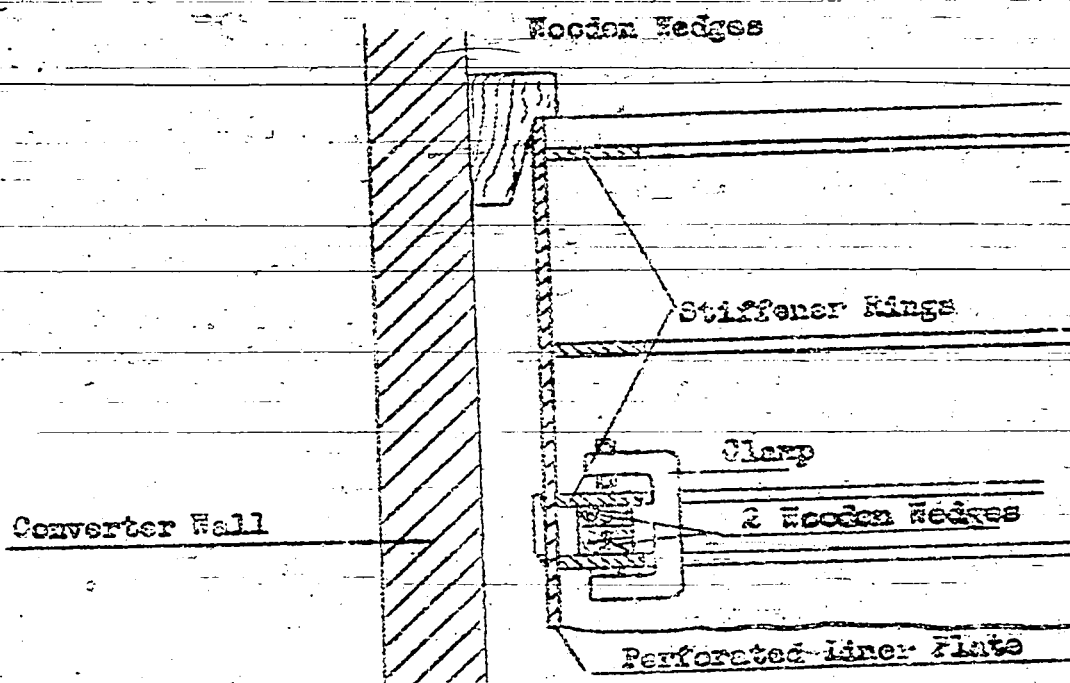 Wooden Wedges
Stiffener Rings
Clamp
2 Wooden Wedges
Converter Wall
Perforated Liner Plate